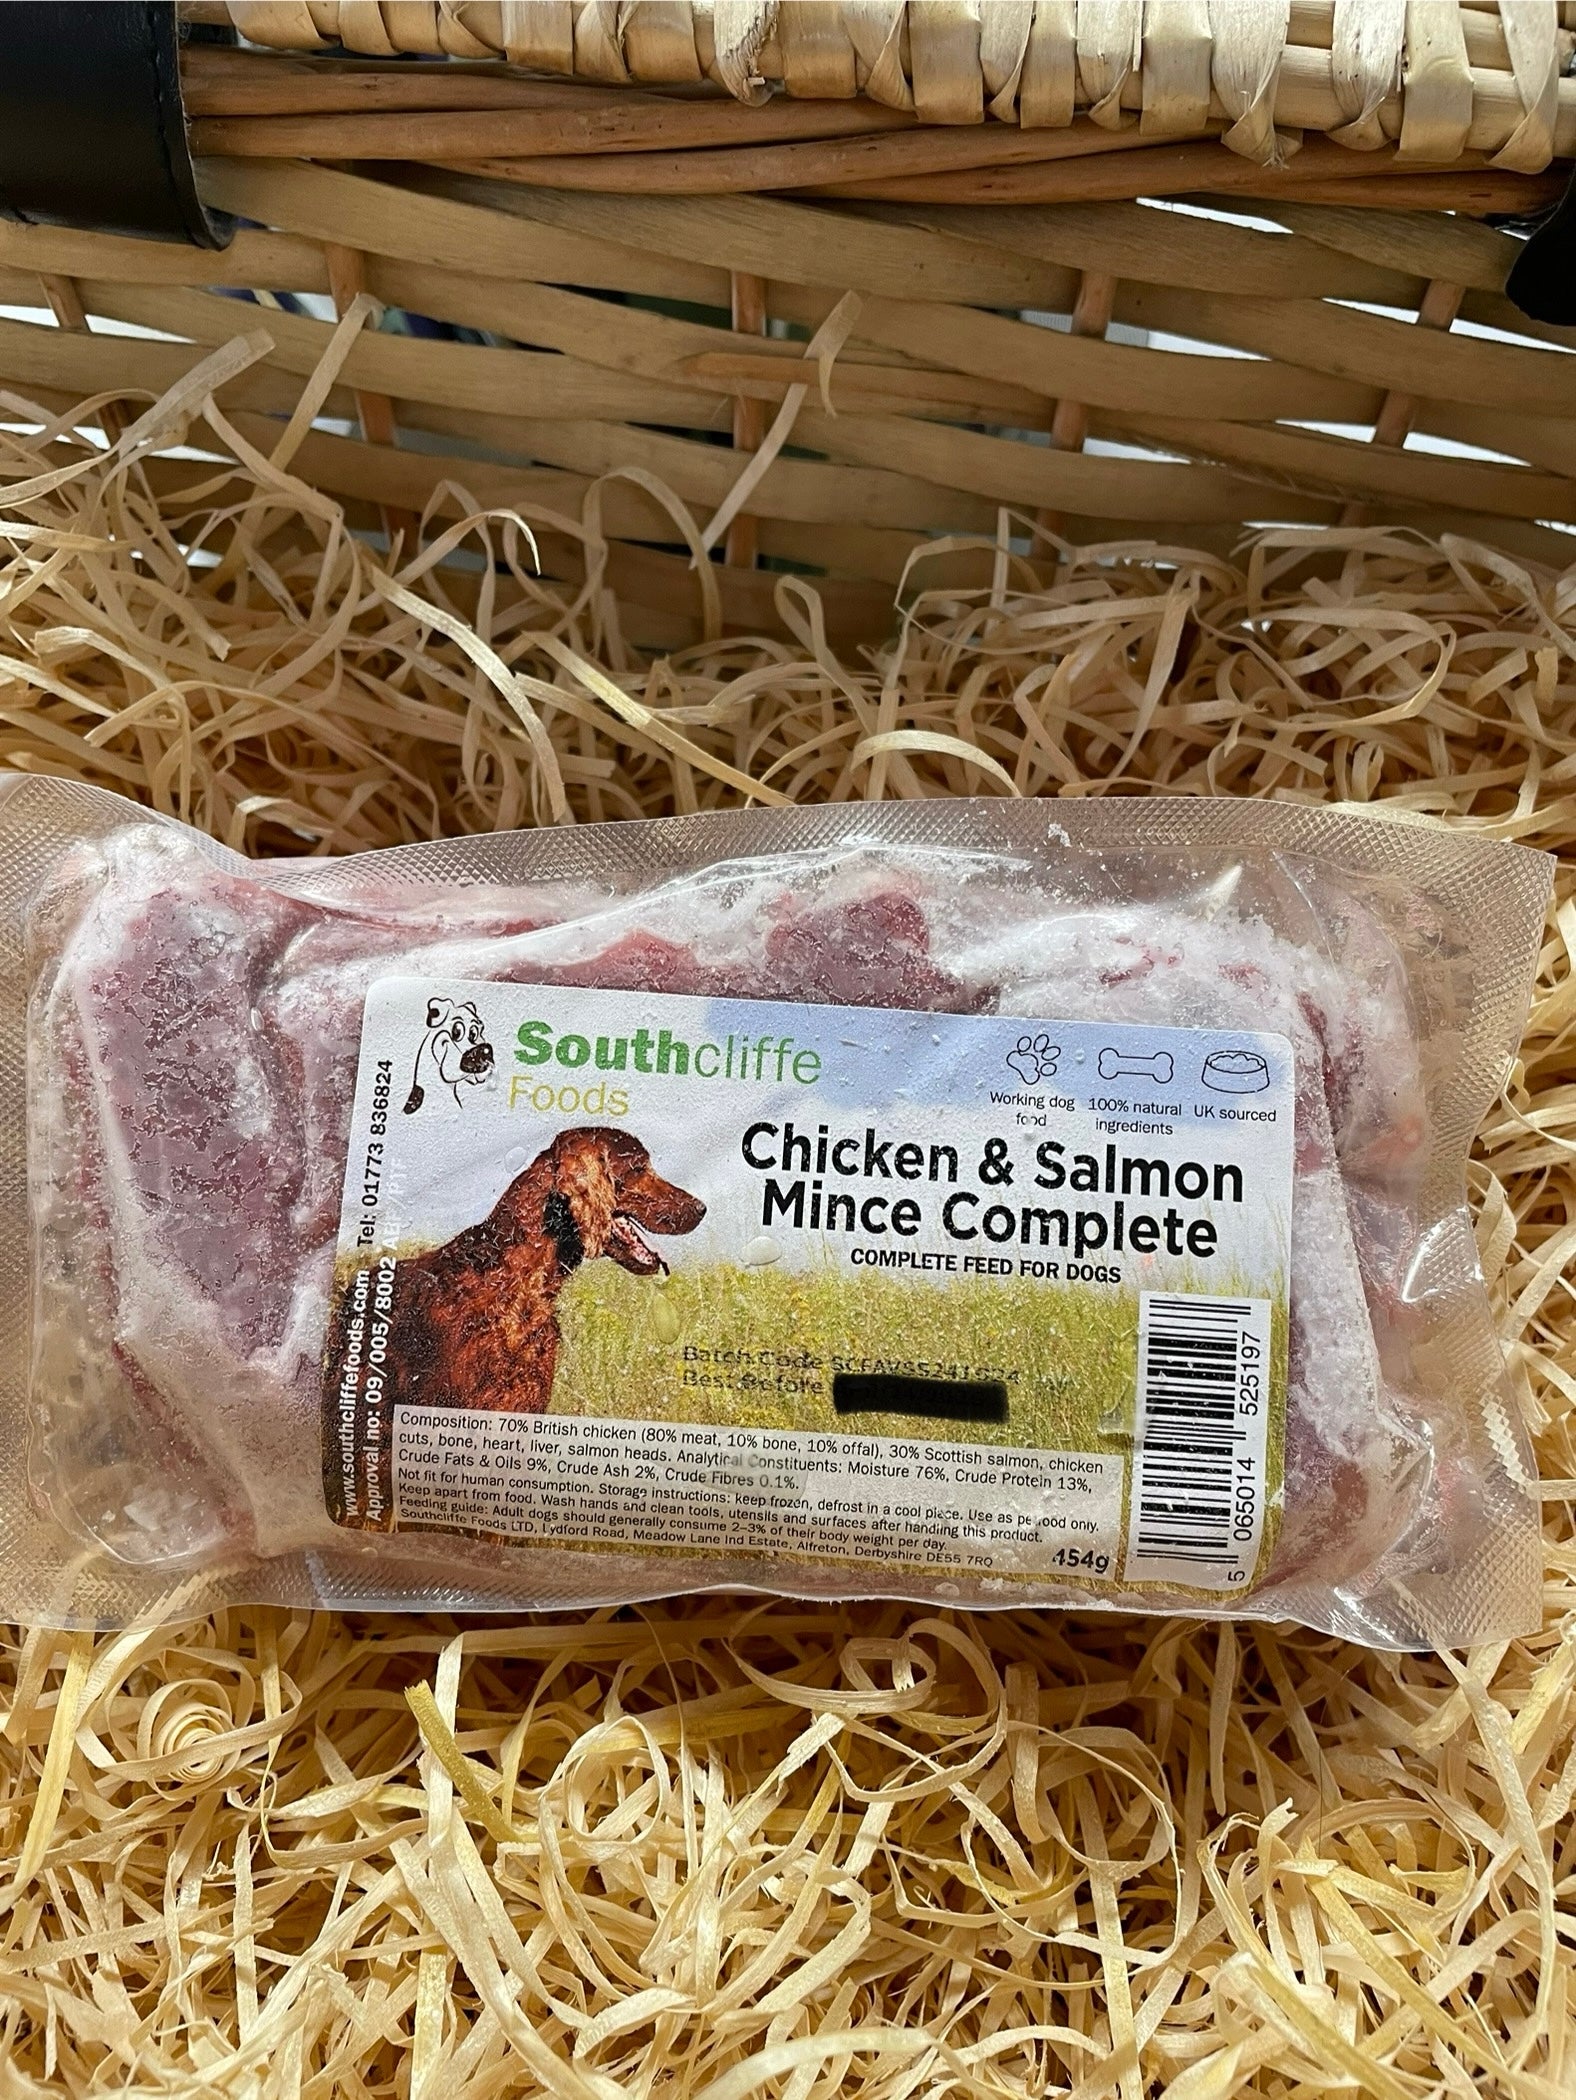 Southcliffe
Foods
Working dog
food
100% natural
ingredients
UK sourced
Chicken & Salmon
Mince Complete
COMPLETE FEED FOR DOGS
Batch Code
Best Before
Composition: 70% British chicken (80% meat, 10% bone, 10% offal), 30% Scottish salmon, chicken
cuts, bone, heart, liver, salmon heads. Analytical Constituents: Moisture 76%, Crude Protein 13%,
Crude Fats & Oils 9%, Crude Ash 2%, Crude Fibres 0.1%.
Not fit for human consumption. Storage instructions: keep frozen, defrost in a cool place. Use as pet food only.
Keep apart from food. Wash hands and clean tools, utensils and surfaces after handling this product.
Feeding guide: Adult dogs should generally consume 2-3% of their body weight per day.
Southcliffe Foods LTD, Lydford Road, Meadow Lane Ind Estate, Alfreton, Derbyshire DE55 7RQ
454g
www.southcliffefoods.com Tel: 01773 836824
Approval no: 09/005/8002
5 065014 525197